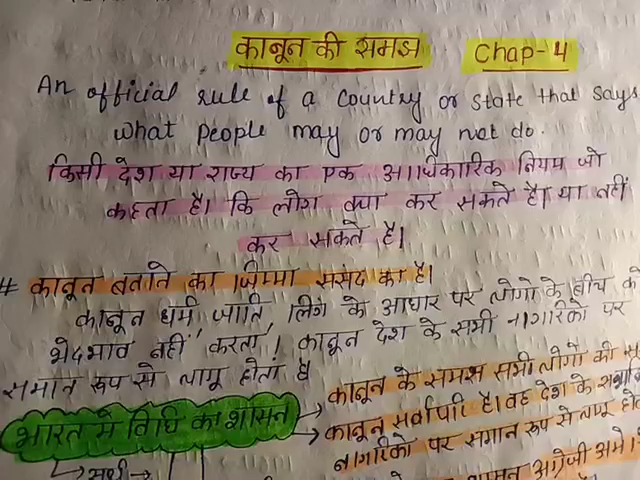 कानून की समझ Chap-4
An official rule of a Country or state that says
what people may or may not do.
किसी देश या राज्य का एक आधिकारिक नियम जो
कहता है। कि लोग क्या कर सकते है। या नहीं
कर सकते है।
# कानून बनाने का जिम्मा संसद का है।
कानून धर्म, जाति, लिंग के आधार पर लोगो के बीच को
भेदभाव नहीं करता। कानून देश के सभी नागरिको पर
समान रूप से लागू होता है
कानून के समक्ष सभी लोगों की
भारत मे विधि का शासन
कानून सर्वोपरि है। वह देश के सभी
नागरिको पर समान रूप से लागू
शासन अंग्रेजी